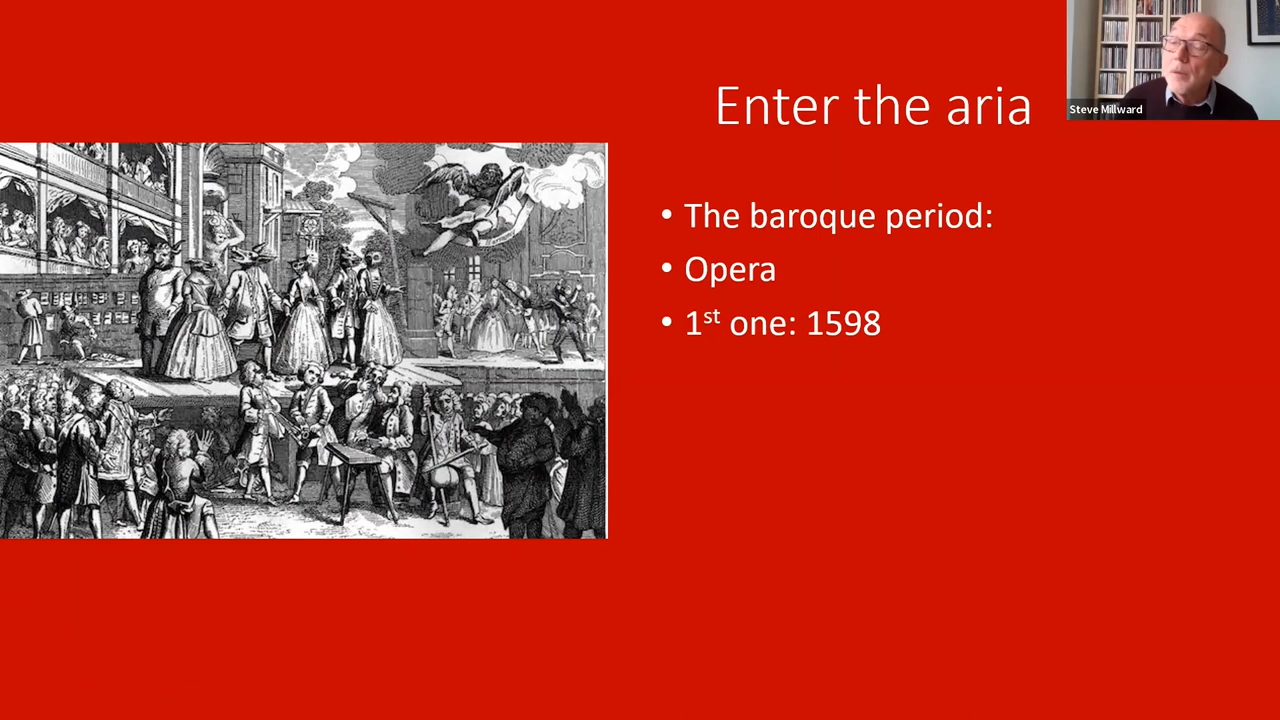 Enter the aria
Steve Millward
• The baroque period:
• Opera
• 1st one: 1598